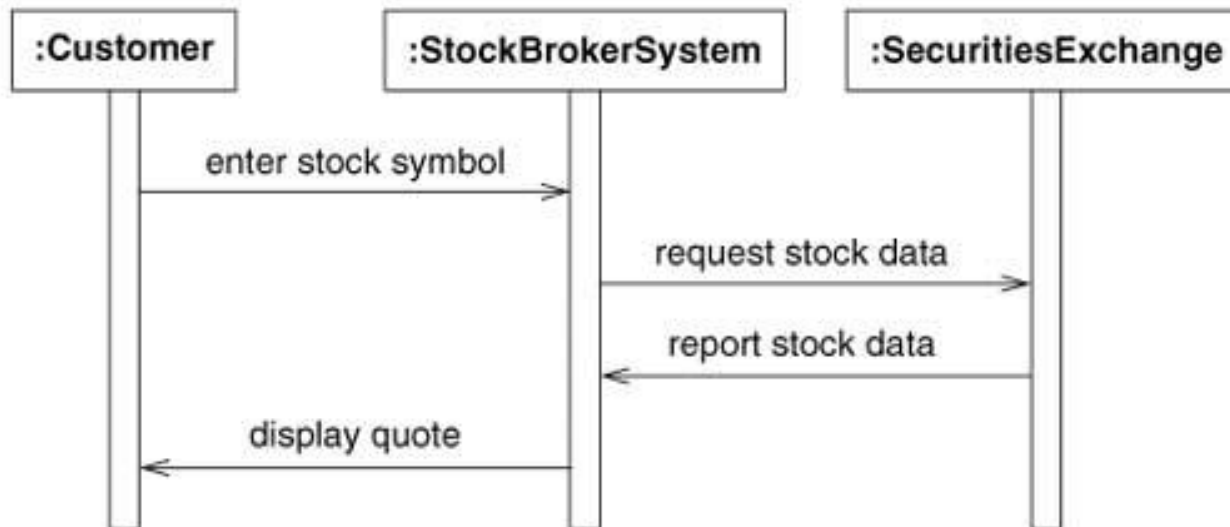 :Customer
:StockBrokerSystem
:SecuritiesExchange
enter stock symbol
request stock data
report stock data
display quote